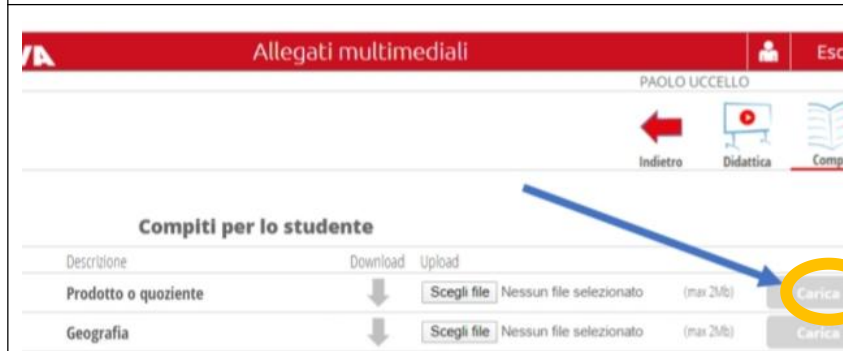 Allegati multimediali
PAOLO UCCELLO
Indietro Didattica
Compiti per lo studente
Descrizione Download Upload
Prodotto o quoziente Scegli file Nessun file selezionato (max 2Mb) Carica
Geografia Scegli file Nessun file selezionato (max 2Mb) Carica